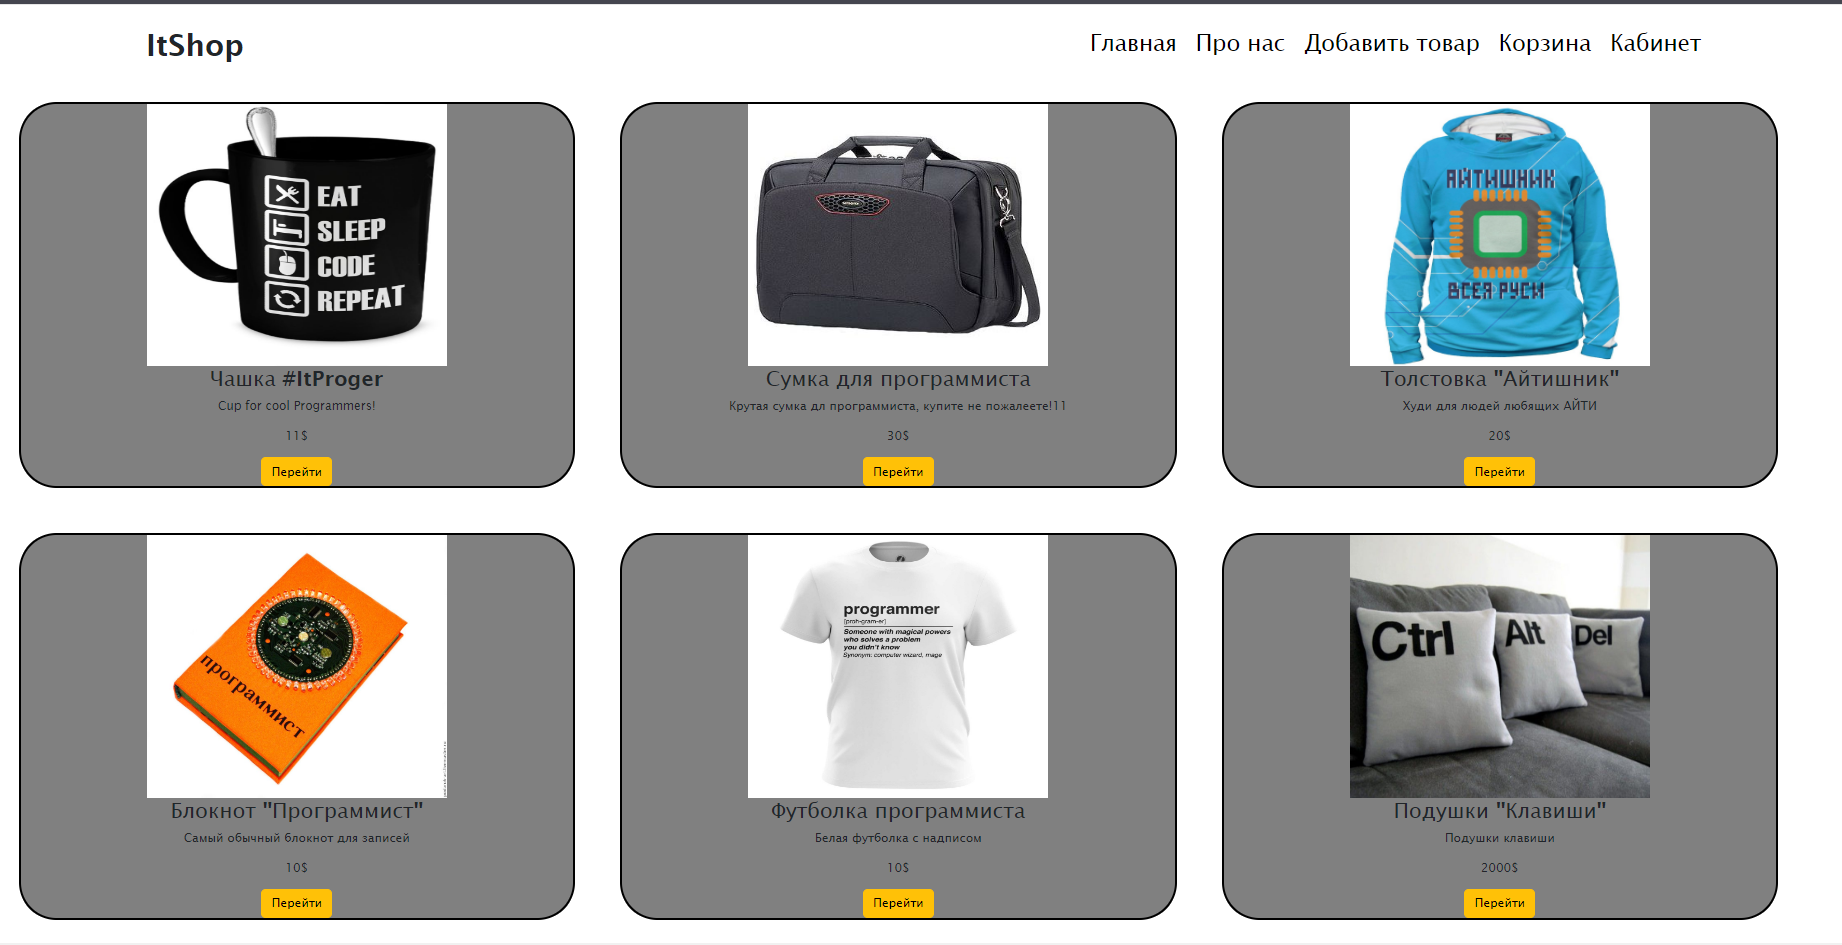 ItShop
Главная Про нас Добавить товар Корзина Кабинет
EAT
SLEEP
CODE
REPEAT
Чашка #ItProger
Cup for cool Programmers!
11$
Перейти
Сумка для программиста
Крутая сумка дл программиста, купите не пожалеете!11
30$
Перейти
АЙТИШНИК
ВСЕЯ РУСИ
Толстовка "Айтишник"
Худи для людей любящих АЙТИ
20$
Перейти
программист
Блокнот "Программист"
Самый обычный блокнот для записей
10$
Перейти
programmer
[proh-gram-er]
Someone with magical powers
who solves a problem
you didn't know
Synonym: computer wizard, mage
Футболка программиста
Белая футболка с надписом
10$
Перейти
Ctrl Alt Del
Подушки "Клавиши"
Подушки клавиши
2000$
Перейти